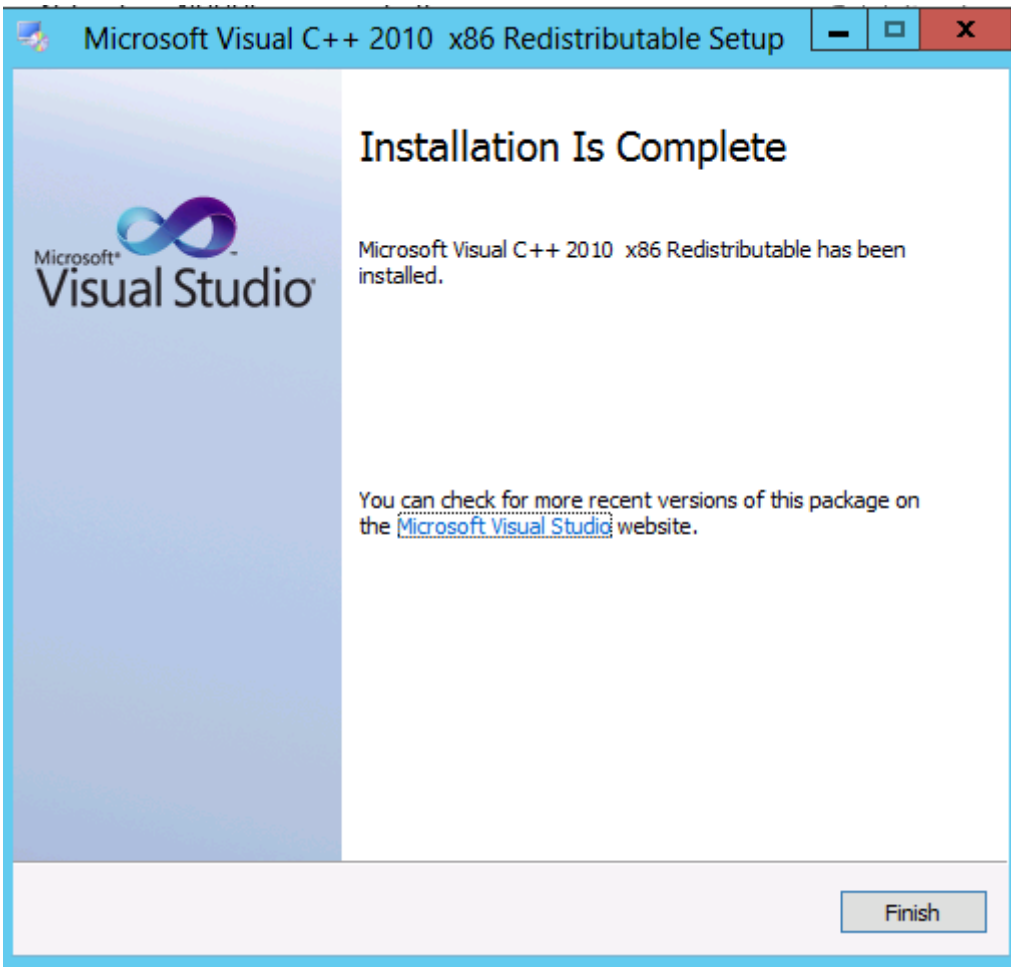 Microsoft Visual C++ 2010  x86 Redistributable Setup
Installation Is Complete
Microsoft Visual C++ 2010  x86 Redistributable has been
installed.
Microsoft®
Visual Studio®
You can check for more recent versions of this package on
the Microsoft Visual Studio website.
Finish